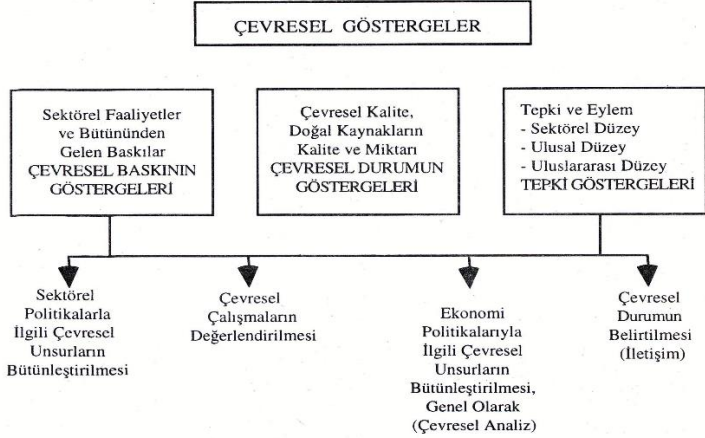 ÇEVRESEL GÖSTERGELER
Sektörel Faaliyetler
ve Bütününden
Gelen Baskılar
ÇEVRESEL BASKININ
GÖSTERGELERİ
Çevresel Kalite,
Doğal Kaynakların
Kalite ve Miktarı
ÇEVRESEL DURUMUN
GÖSTERGELERİ
Tepki ve Eylem
- Sektörel Düzey
- Ulusal Düzey
- Uluslararası Düzey
TEPKİ GÖSTERGELERİ
Sektörel
Politikalarla
İlgili Çevresel
Unsurların
Bütünleştirilmesi
Çevresel
Çalışmaların
Değerlendirilmesi
Ekonomi
Politikalarıyla
İlgili Çevresel
Unsurların
Bütünleştirilmesi,
Genel Olarak
(Çevresel Analiz)
Çevresel
Durumun
Belirtilmesi
(İletişim)